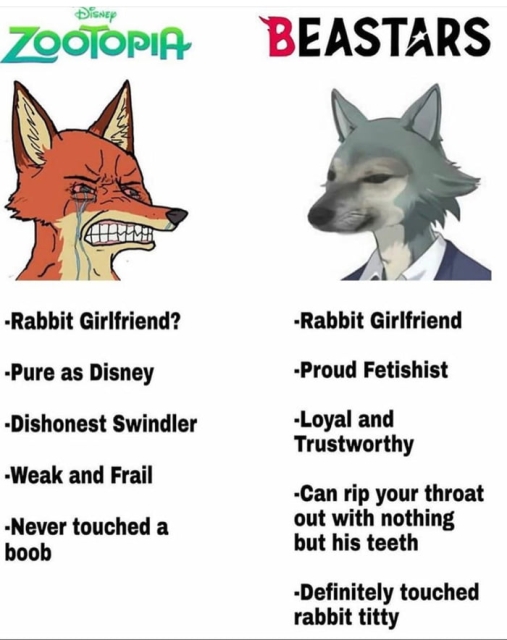 Disney
ZOOTOPIA
BEASTARS
-Rabbit Girlfriend?
-Pure as Disney
-Dishonest Swindler
-Weak and Frail
-Never touched a
boob
-Rabbit Girlfriend
-Proud Fetishist
-Loyal and
Trustworthy
-Can rip your throat
out with nothing
but his teeth
-Definitely touched
rabbit titty